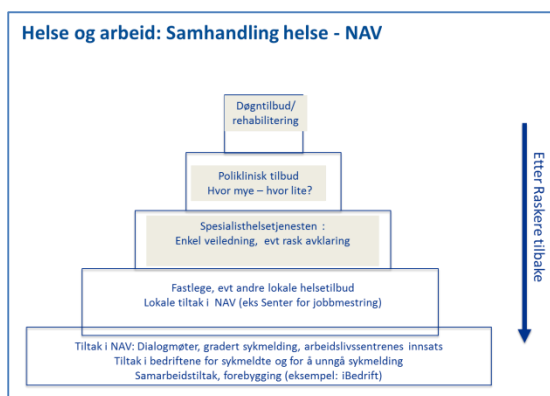 Helse og arbeid: Samhandling helse - NAV
Døgntilbud/
rehabilitering
Poliklinisk tilbud
Hvor mye – hvor lite?
Spesialisthelsetjenesten :
Enkel veiledning, evt rask avklaring
Fastlege, evt andre lokale helsetilbud
Lokale tiltak i NAV (eks Senter for jobbmestring)
Tiltak i NAV: Dialogmøter, gradert sykmelding, arbeidslivssentrenes innsats
Tiltak i bedriftene for sykmeldte og for å unngå sykmelding
Samarbeidstiltak, forebygging (eksempel: iBedrift)
Etter Raskere tilbake